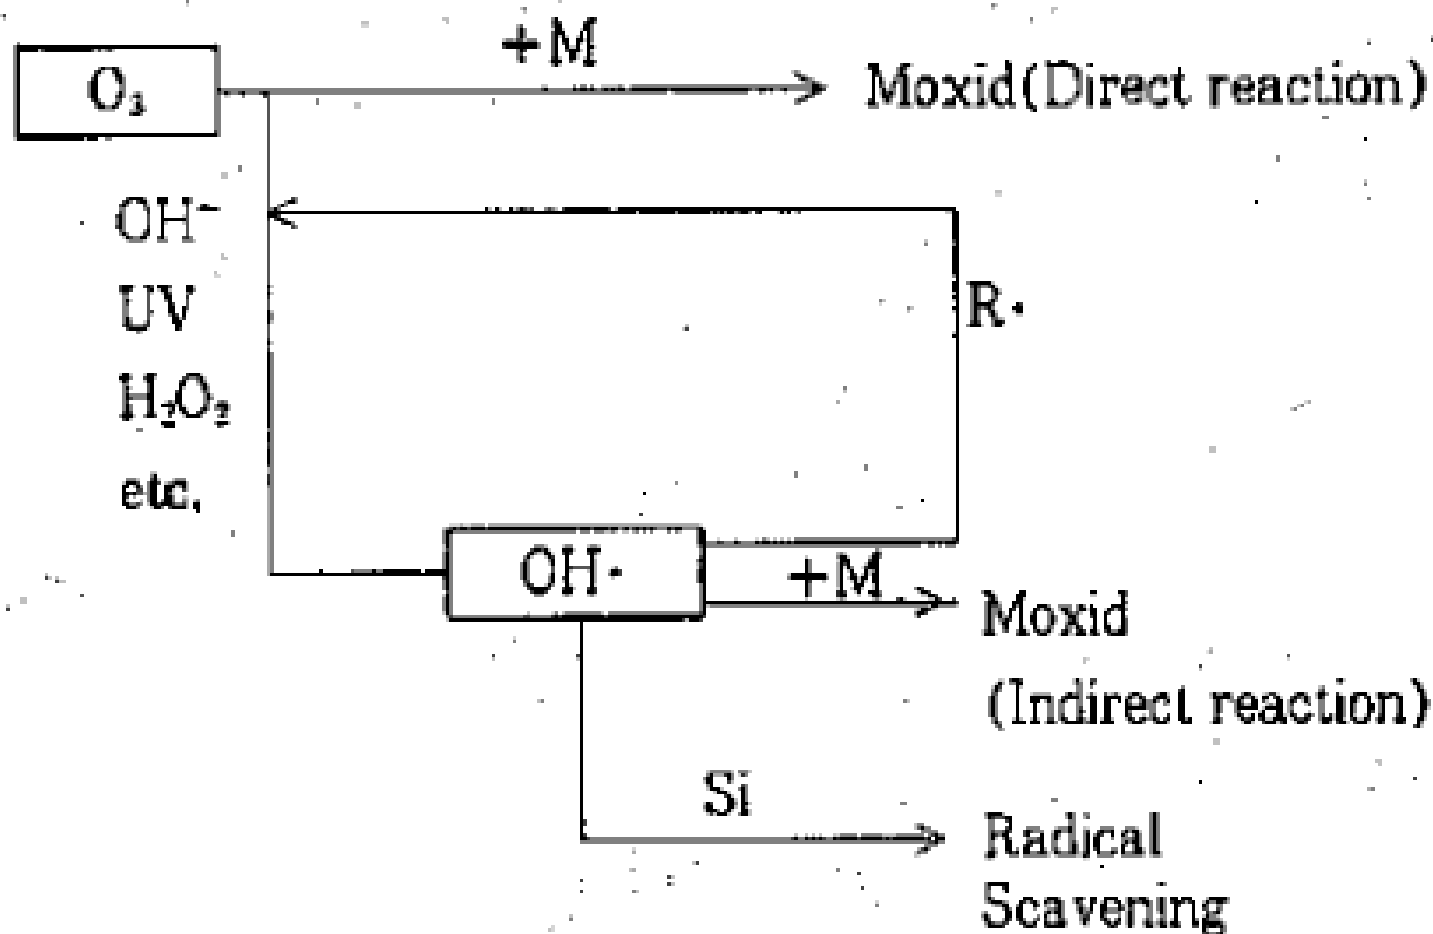 +M
O₃
Moxid(Direct reaction)
OH⁻
UV
R·
H₂O₂
etc.
OH·
+M
Moxid
(Indirect reaction)
Si
Radical
Scavening